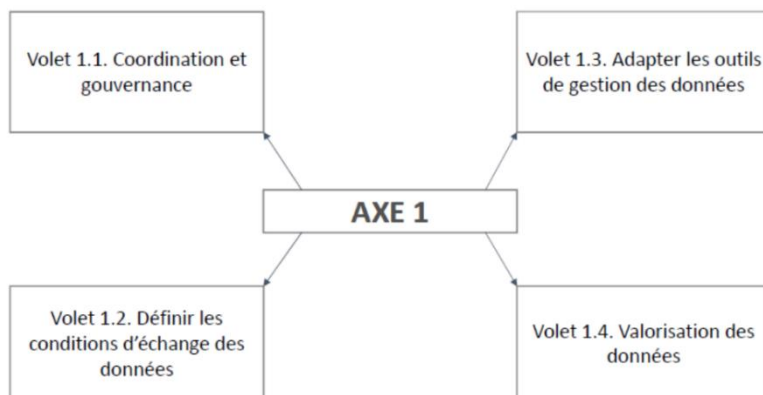 Volet 1.1. Coordination et
gouvernance
Volet 1.3. Adapter les outils
de gestion des données
AXE 1
Volet 1.2. Définir les
conditions d’échange des
données
Volet 1.4. Valorisation des
données